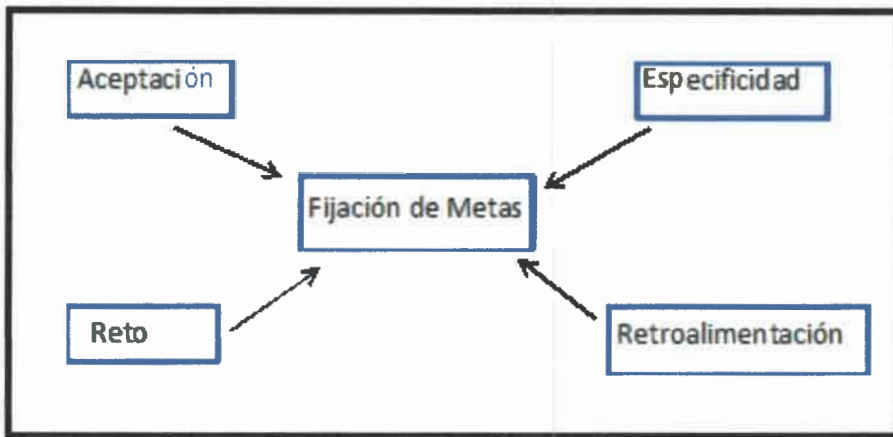 Aceptación
Especificidad
Fijación de Metas
Reto
Retroalimentación